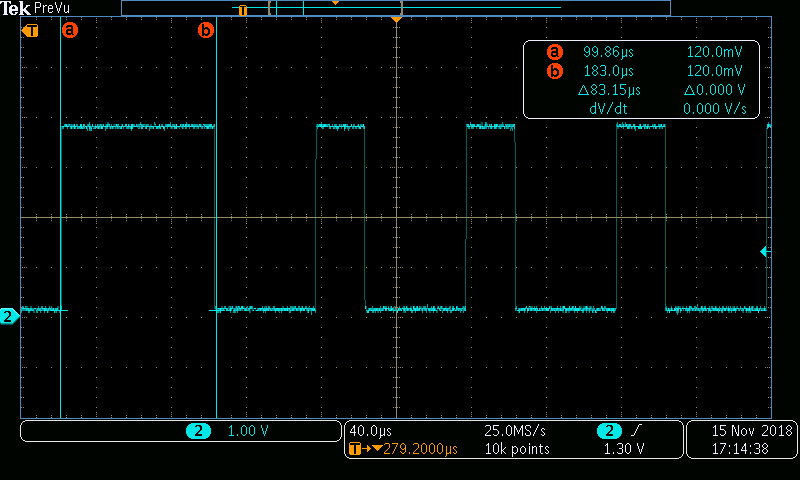 Tek PreVu
T
T
a
b
a 99.86µs 120.0mV
b 183.0µs 120.0mV
Δ83.15µs Δ0.000 V
dV/dt 0.000 V/s
2
2 1.00 V
40.0µs 25.0MS/s 2
T→▼279.2000µs 10k points 1.30 V
15 Nov 2018
17:14:38